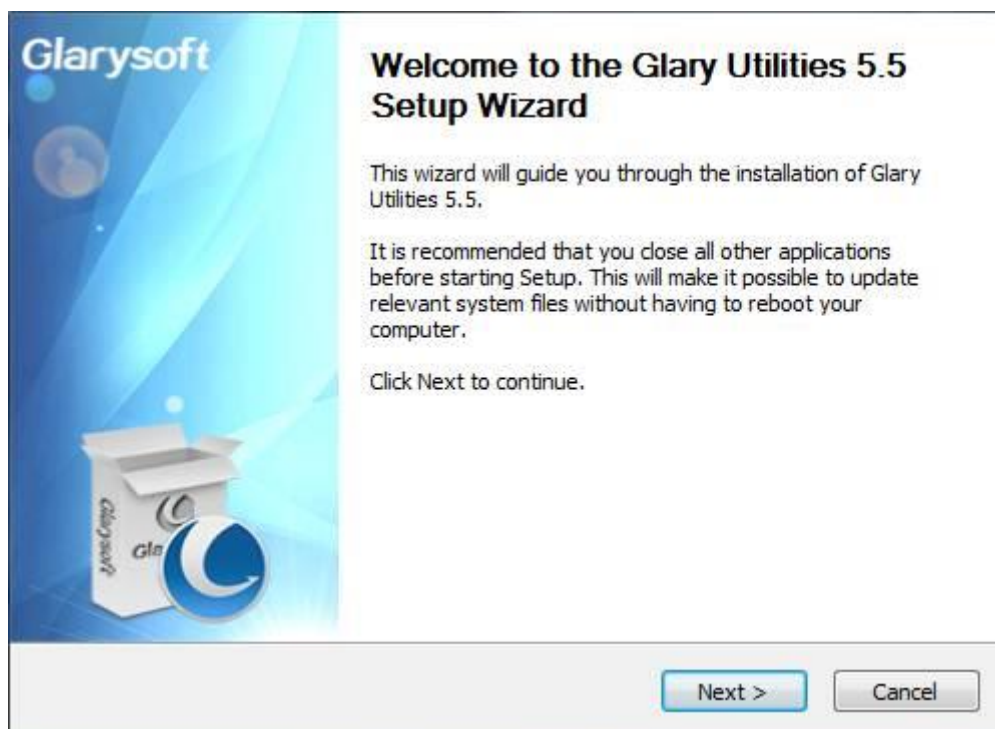 Glarysoft
Welcome to the Glary Utilities 5.5
Setup Wizard
This wizard will guide you through the installation of Glary
Utilities 5.5.
It is recommended that you close all other applications
before starting Setup. This will make it possible to update
relevant system files without having to reboot your
computer.
Click Next to continue.
Glarysoft
Next >
Cancel